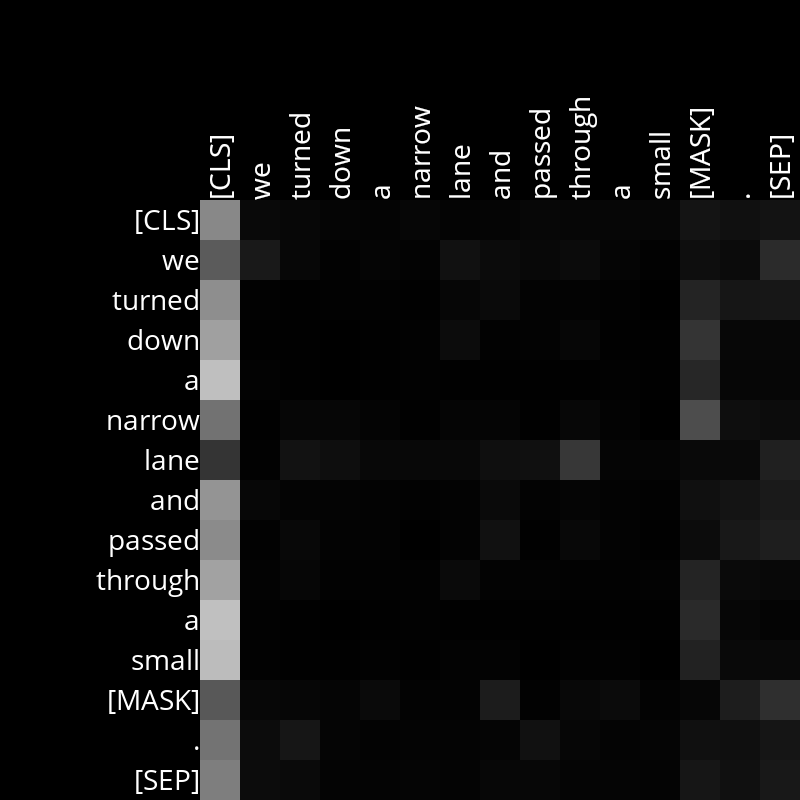 [CLS] we turned down a narrow lane and passed through a small [MASK] . [SEP]
[CLS]
we
turned
down
a
narrow
lane
and
passed
through
a
small
[MASK]
.
[SEP]